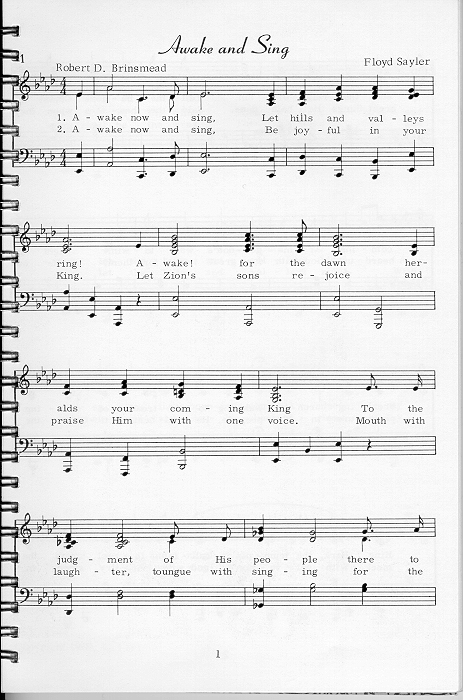 Awake and Sing
1
Robert D. Brinsmead
Floyd Sayler
1. A - wake now and sing, Let hills and val- leys
2. A - wake now and sing, Be joy - ful in your
ring! A - wake! for the dawn her-
King. Let Zion's sons re - joice and
alds your com - ing King To the
praise Him with one voice. Mouth with
judg - ment of His peo - ple there to
laugh - ter, toungue with sing - ing for the
1